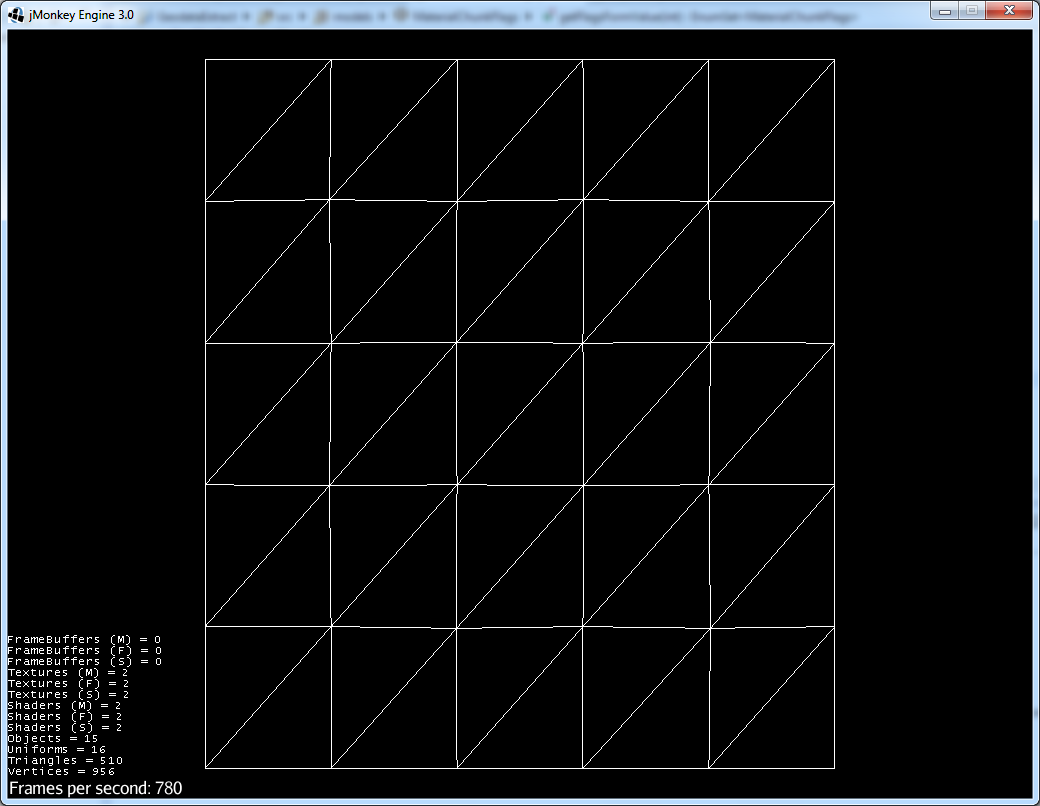 jMonkey Engine 3.0
FrameBuffers (M) = 0
FrameBuffers (F) = 0
FrameBuffers (S) = 0
Textures (M) = 2
Textures (F) = 2
Textures (S) = 2
Shaders (M) = 2
Shaders (F) = 2
Shaders (S) = 2
Objects = 15
Uniforms = 16
Triangles = 510
Vertices = 956
Frames per second: 780